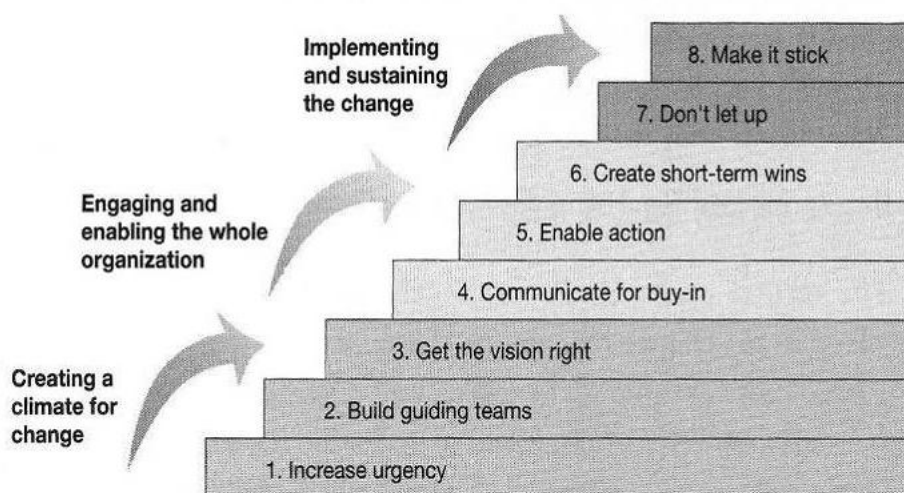 Implementing
and sustaining
the change
8. Make it stick
7. Don't let up
6. Create short-term wins
Engaging and
enabling the whole
organization
5. Enable action
4. Communicate for buy-in
3. Get the vision right
Creating a
climate for
change
2. Build guiding teams
1. Increase urgency